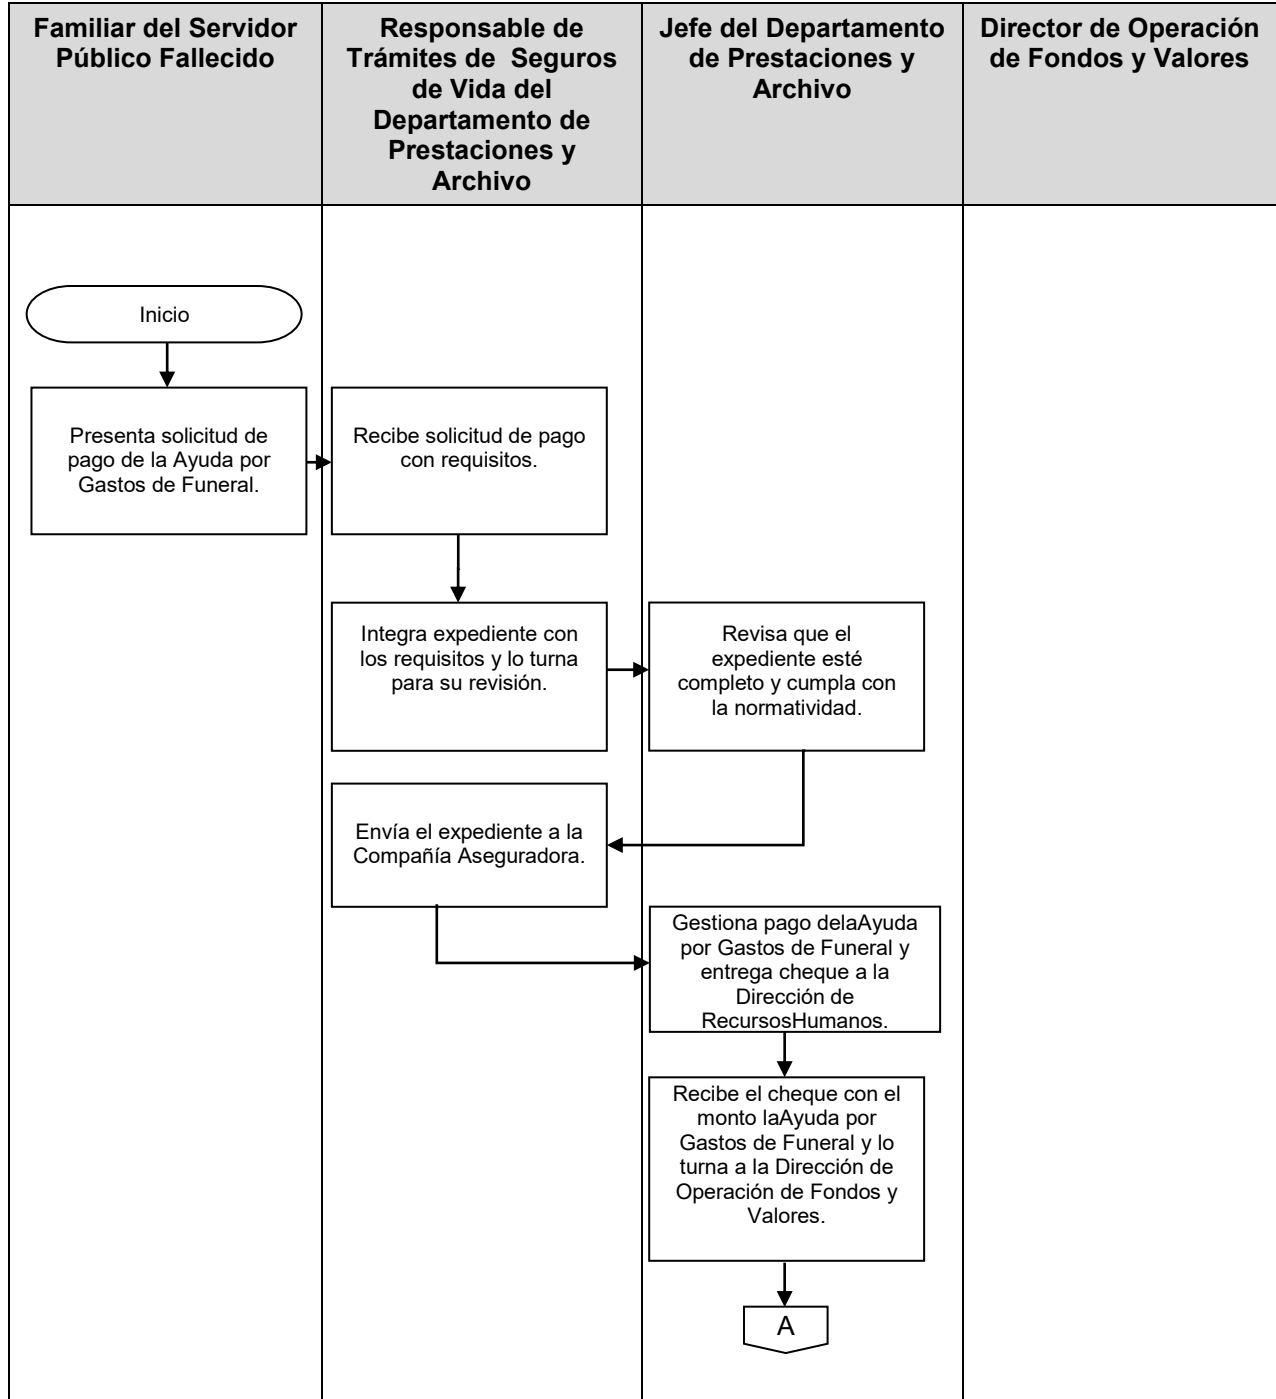 Familiar del Servidor
Público Fallecido
Responsable de
Trámites de Seguros
de Vida del
Departamento de
Prestaciones y
Archivo
Jefe del Departamento
de Prestaciones y
Archivo
Director de Operación
de Fondos y Valores
Inicio
Presenta solicitud de
pago de la Ayuda por
Gastos de Funeral.
Recibe solicitud de pago
con requisitos.
Integra expediente con
los requisitos y lo turna
para su revisión.
Revisa que el
expediente esté
completo y cumpla con
la normatividad.
Envía el expediente a la
Compañía Aseguradora.
Gestiona pago delaAyuda
por Gastos de Funeral y
entrega cheque a la
Dirección de
RecursosHumanos.
Recibe el cheque con el
monto laAyuda por
Gastos de Funeral y lo
turna a la Dirección de
Operación de Fondos y
Valores.
A